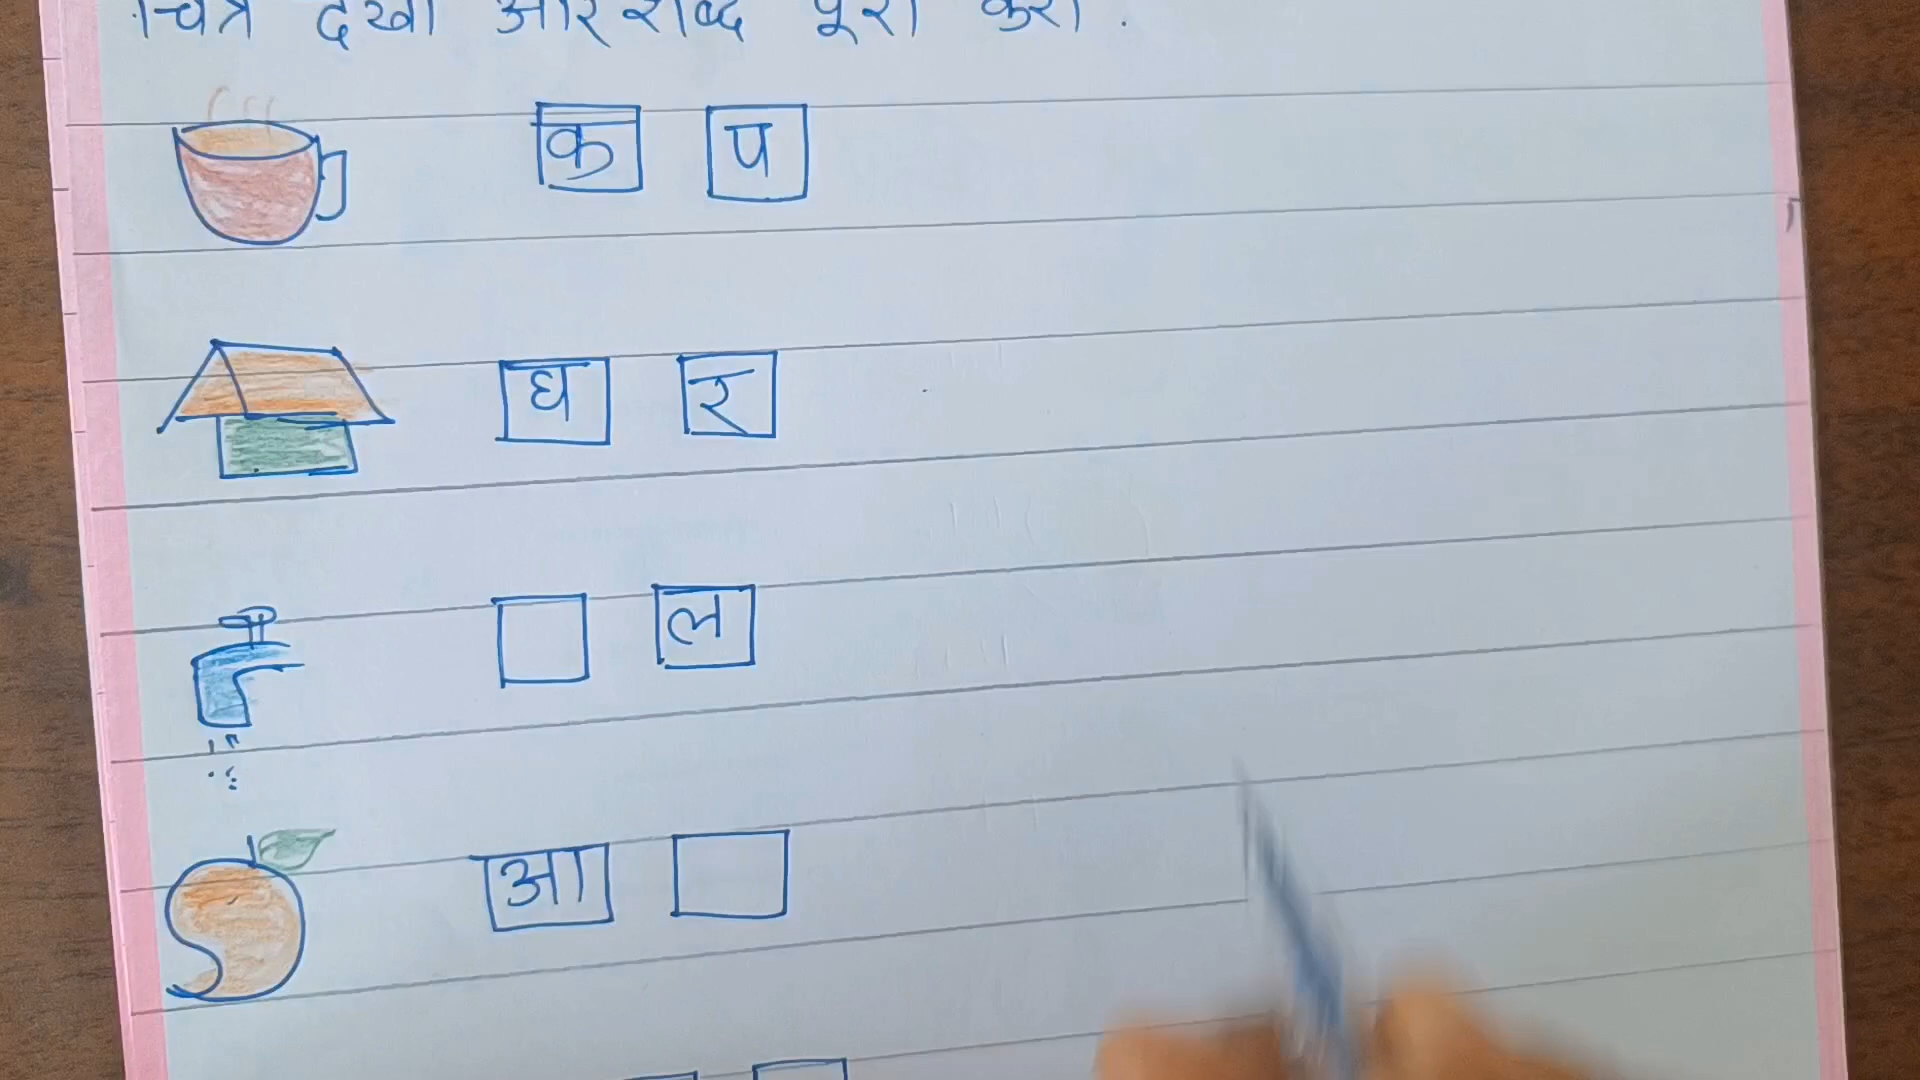 चित्र देखो और शब्द पूरा करो .
क प
घ र
ल
आ